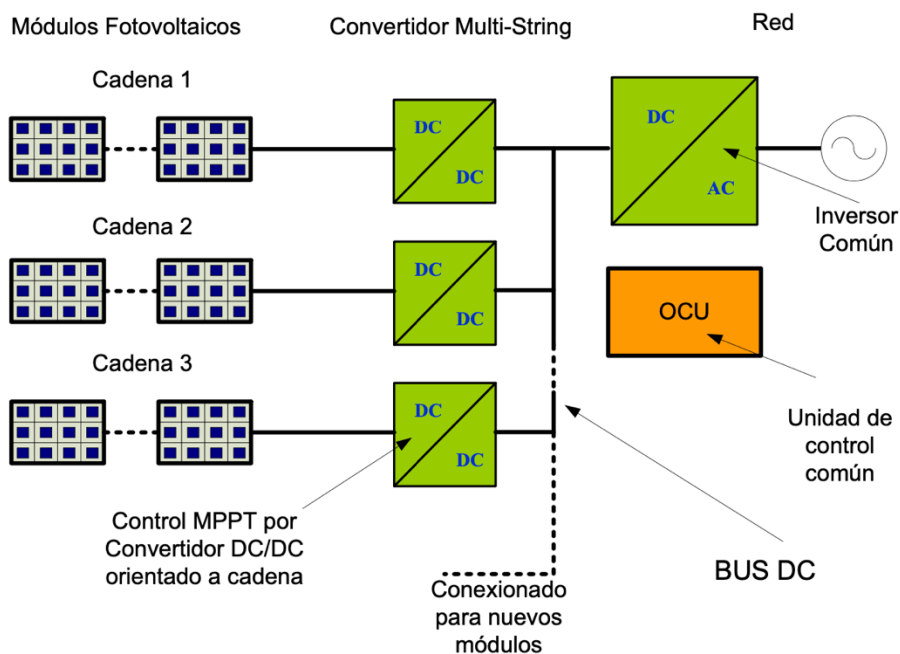 Módulos Fotovoltaicos
Convertidor Multi-String
Red
Cadena 1
DC
DC
DC
AC
Inversor
Común
Cadena 2
DC
DC
OCU
Cadena 3
DC
DC
Unidad de
control
común
Control MPPT por
Convertidor DC/DC
orientado a cadena
BUS DC
Conexionado
para nuevos
módulos